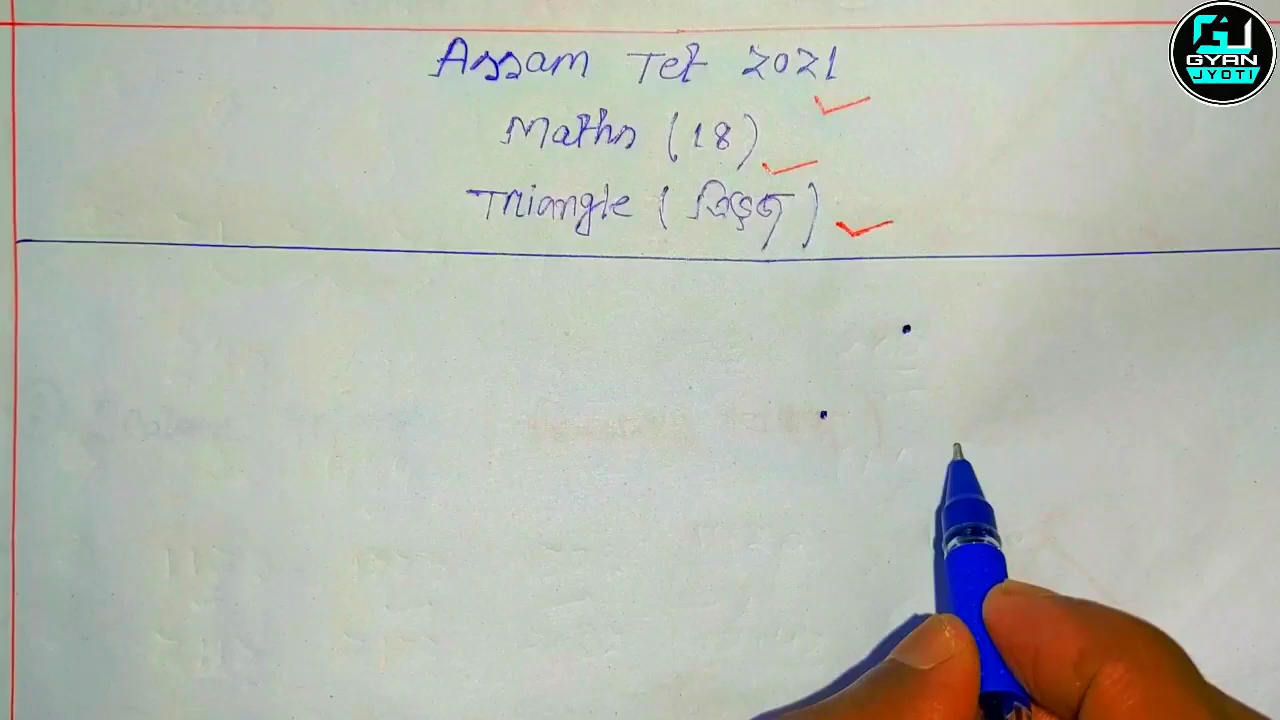 Assam Tet 2021
Maths (18)
Triangle (ত্রিভুজ)
GYAN
JYOTI